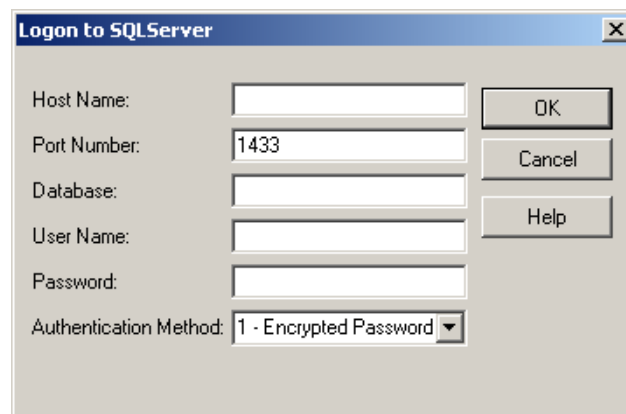 Logon to SQLServer
Host Name:
OK
Port Number: 1433
Cancel
Database:
Help
User Name:
Password:
Authentication Method: 1 - Encrypted Password